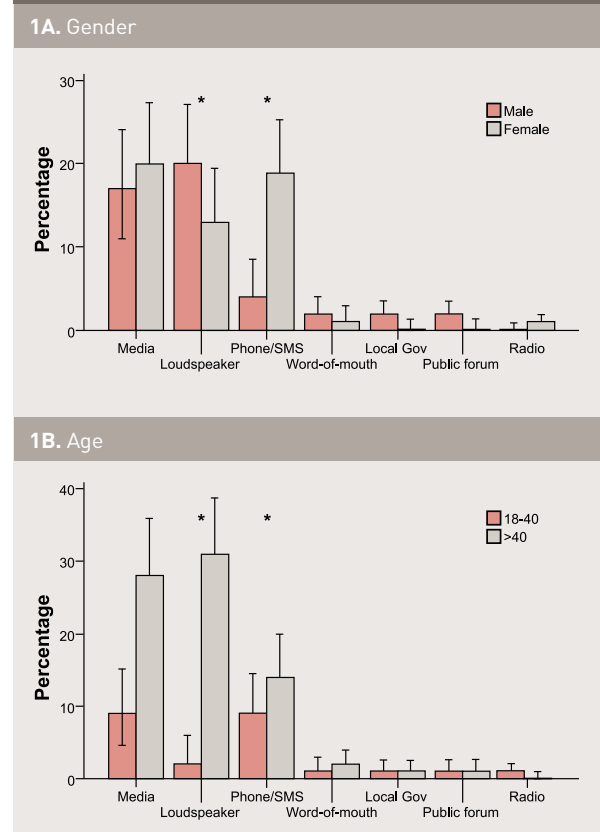 1A. Gender
30
20
10
0
Percentage
* *
Male
Female
Media Phone/SMS Local Gov Radio
Loudspeaker Word-of-mouth Public forum
1B. Age
40
30
20
10
0
Percentage
* *
18-40
>40
Media Phone/SMS Local Gov Radio
Loudspeaker Word-of-mouth Public forum